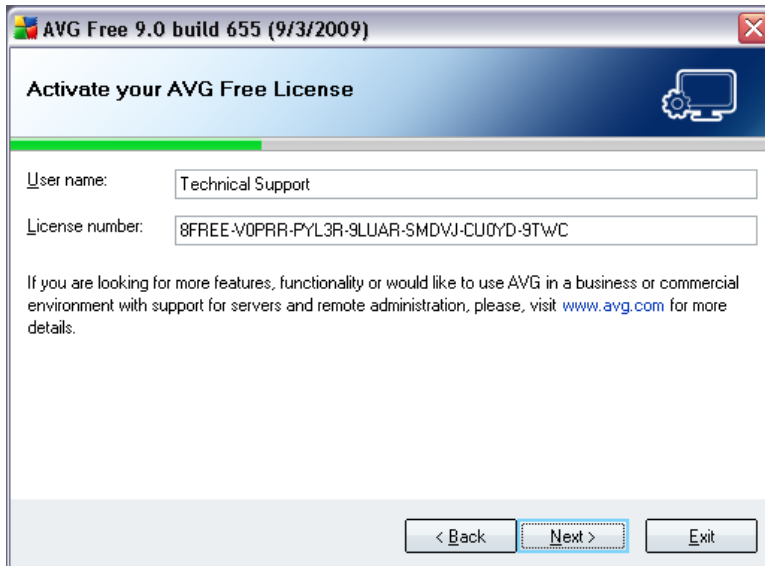 AVG Free 9.0 build 655 (9/3/2009)
Activate your AVG Free License
User name:
Technical Support
License number:
8FREE-V0PRR-PYL3R-9LUAR-SMDVJ-CU0YD-9TWC
If you are looking for more features, functionality or would like to use AVG in a business or commercial
environment with support for servers and remote administration, please, visit www.avg.com for more
details.
< Back
Next >
Exit